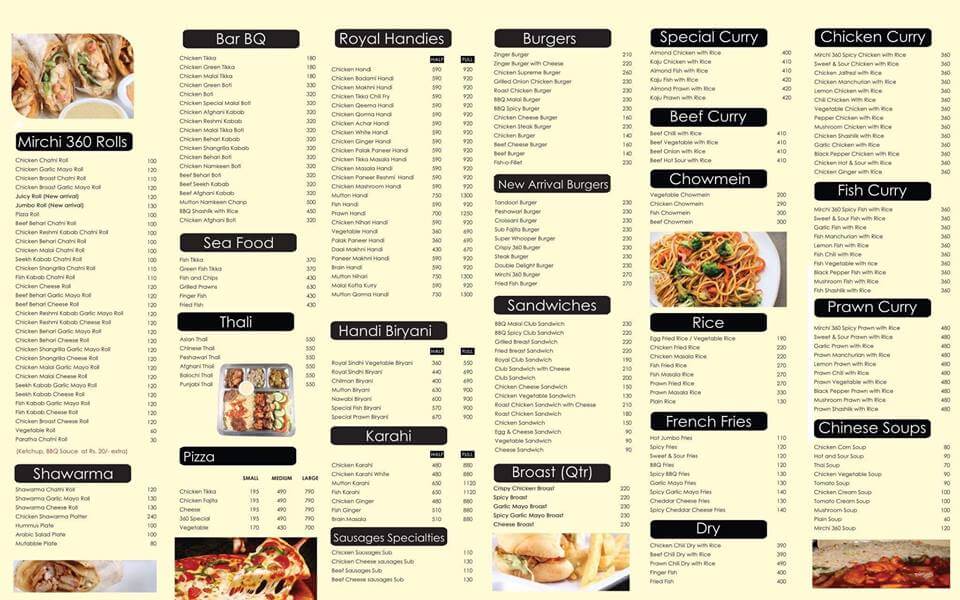 Mirchi 360 Rolls
Chicken Chatni Roll 100
Chicken Garlic Mayo Roll 120
Chicken Broast Chatni Roll 110
Chicken Broast Garlic Mayo Roll 120
Juicy Roll (New arrival) 120
Jumbo Roll (New arrival) 130
Pizza Roll 100
Beef Behari Chatni Roll 110
Chicken Reshmi Kabab Chatni Roll 110
Chicken Behari Chatni Roll 110
Chicken Malai Chatni Roll 110
Seekh Kabab Chatni Roll 110
Chicken Shangrilla Chatni Roll 110
Fish Kabab Chatni Roll 110
Chicken Cheese Roll 120
Beef Behari Garlic Mayo Roll 120
Beef Behari Cheese Roll 120
Chicken Reshmi Kabab Garlic Mayo Roll 120
Chicken Reshmi Kabab Cheese Roll 120
Chicken Behari Garlic Mayo Roll 120
Chicken Behari Cheese Roll 120
Chicken Shangrilla Garlic Mayo Roll 120
Chicken Shangrilla Cheese Roll 120
Chicken Malai Garlic Mayo Roll 120
Chicken Malai Cheese Roll 120
Seekh Kabab Garlic Mayo Roll 120
Seekh Kabab Cheese Roll 120
Fish Kabab Garlic Mayo Roll 120
Fish Kabab Cheese Roll 120
Chicken Broast Cheese Roll 120
Vegetable Roll 60
Paratha Chatni Roll 30
(Ketchup, BBQ Sauce at Rs. 20/- extra)
Shawarma
Shawarma Chatni Roll 120
Shawarma Garlic Mayo Roll 130
Shawarma Cheese Roll 130
Chicken Shawarma Platter 240
Hummus Plate 100
Arabic Salad Plate 100
Mutabble Plate 80
Bar BQ
Chicken Tikka 180
Chicken Green Tikka 180
Chicken Malai Tikka 180
Chicken Green Boti 330
Chicken Boti 320
Chicken Special Malai Boti 320
Chicken Afghani Kabab 320
Chicken Reshmi Kabab 320
Chicken Malai Tikka Boti 320
Chicken Behari Kabab 320
Chicken Shangrilla Kabab 320
Chicken Behari Boti 320
Chicken Namkeen Boti 320
Beef Behari Boti 320
Beef Seekh Kabab 320
Beef Afghani Kabab 320
Mutton Namkeen Chanp 500
BBQ Shashlik with Rice 450
Chicken Afghani Boti 320
Sea Food
Fish Tikka 370
Green Fish Tikka 370
Fish and Chips 430
Grilled Prawns 630
Finger Fish 430
Fried Fish 430
Thali
Asian Thali 550
Chinese Thali 550
Peshawari Thali 550
Afghani Thali 550
Balochi Thali 550
Punjabi Thali 550
Pizza
SMALL MEDIUM LARGE
Chicken Tikka 195 490 790
Chicken Fajita 195 490 790
Cheese 195 490 790
360 Special 195 490 790
Vegetable 170 430 700
Royal Handies
HALF FULL
Chicken Handi 590 920
Chicken Badami Handi 590 920
Chicken Makhni Handi 590 920
Chicken Tikka Chili Fry 590 920
Chicken Qeema Handi 590 920
Chicken Qorma Handi 590 920
Chicken Achar Handi 590 920
Chicken White Handi 590 920
Chicken Ginger Handi 590 920
Chicken Palak Paneer Handi 590 920
Chicken Tikka Masala Handi 590 920
Chicken Masala Handi 590 920
Chicken Paneer Reshmi Handi 590 920
Chicken Mashroom Handi 590 920
Mutton Handi 750 1300
Fish Handi 590 920
Prawn Handi 700 1250
Chicken Nihari Handi 590 920
Vegetable Handi 360 690
Palak Paneer Handi 360 690
Daal Makhni Handi 430 670
Paneer Makhni Handi 360 690
Brain Handi 590 920
Mutton Nihari 750 1300
Malai Kofta Curry 590 920
Mutton Qorma Handi 750 1300
Handi Biryani
HALF FULL
Royal Sindhi Vegetable Biryani 360 550
Royal Sindhi Biryani 440 690
Chilman Biryani 400 690
Mutton Biryani 630 900
Nawabi Biryani 600 900
Special Fish Biryani 570 900
Special Prawn Biryani 670 900
Karahi
HALF FULL
Chicken Karahi 480 880
Chicken Karahi White 480 880
Mutton Karahi 650 1120
Fish Karahi 650 1120
Chicken Ginger 480 880
Fish Ginger 510 880
Brain Masala 510 880
Sausages Specialties
Chicken Sausages Sub 110
Chicken Cheese sausages Sub 130
Beef Sausages Sub 110
Beef Cheese sausages Sub 130
Burgers
Zinger Burger 210
Zinger Burger with Cheese 220
Chicken Supreme Burger 260
Grilled Onion Chicken Burger 230
Roast Chicken Burger 230
BBQ Malai Burger 230
BBQ Spicy Burger 230
Chicken Cheese Burger 160
Chicken Steak Burger 230
Chicken Burger 140
Beef Cheese Burger 160
Beef Burger 140
Fish-o-Fillet 230
New Arrival Burgers
Tandoori Burger 230
Peshawari Burger 230
Croissant Burger 230
Sub Fajita Burger 230
Super Whooper Burger 230
Crispy 360 Burger 230
Steak Burger 230
Double Delight Burger 230
Mirchi 360 Burger 270
Fried Fish Burger 230
Sandwiches
BBQ Malai Club Sandwich 230
BBQ Spicy Club Sandwich 230
Grilled Breast Sandwich 230
Fried Breast Sandwich 230
Royal Club Sandwich 190
Club Sandwich with Cheese 210
Club Sandwich 200
Chicken Cheese Sandwich 150
Chicken Vegetable Sandwich 130
Roast Chicken Sandwich with Cheese 210
Roast Chicken Sandwich 180
Chicken Sandwich 130
Egg & Cheese Sandwich 90
Vegetable Sandwich 90
Cheese Sandwich 90
Broast (Qtr)
Crispy Chicken Broast 220
Spicy Broast 220
Garlic Mayo Broast 230
Spicy Garlic Mayo Broast 230
Cheese Broast 230
Special Curry
Almond Chicken with Rice 400
Kaju Chicken with Rice 410
Almond Fish with Rice 410
Kaju Fish with Rice 420
Almond Prawn with Rice 420
Kaju Prawn with Rice 420
Beef Curry
Beef Chili with Rice 410
Beef Vegetable with Rice 410
Beef Onion with Rice 410
Beef Hot Sour with Rice 410
Chowmein
Vegetable Chowmein 200
Chicken Chowmein 290
Fish Chowmein 300
Beef Chowmein 300
Rice
Egg Fried Rice / Vegetable Rice 190
Chicken Fried Rice 220
Chicken Masala Rice 220
Fish Fried Rice 270
Fish Masala Rice 270
Prawn Fried Rice 270
Prawn Masala Rice 330
Plain Rice 130
French Fries
Hot Jumbo Fries 110
Spicy Fries 120
Sweet & Sour Fries 120
BBQ Fries 120
Spicy BBQ Fries 130
Garlic Mayo Fries 130
Spicy Garlic Mayo Fries 140
Cheddar Cheese Fries 130
Spicy Cheddar Cheese Fries 140
Dry
Chicken Chili Dry with Rice 390
Beef Chili Dry with Rice 390
Prawn Chili Dry with Rice 490
Finger Fish 400
Fried Fish 400
Chicken Curry
Mirchi 360 Spicy Chicken with Rice 360
Sweet & Sour Chicken with Rice 360
Chicken Jalfred with Rice 360
Chicken Manchurian with Rice 360
Lemon Chicken with Rice 360
Chili Chicken With Rice 360
Vegetable Chicken with Rice 360
Pepper Chicken with Rice 360
Mushroom Chicken with Rice 360
Chicken Shashlik with Rice 360
Garlic Chicken with Rice 360
Black Pepper Chicken with Rice 360
Chicken Hot & Sour with Rice 360
Chicken Ginger with Rice 360
Fish Curry
Mirchi 360 Spicy Fish with Rice 360
Sweet & Sour Fish with Rice 360
Garlic Fish with Rice 360
Fish Manchurian with Rice 360
Lemon Fish with Rice 360
Fish Chili with Rice 360
Fish Vegetable with rice 360
Black Pepper Fish with Rice 360
Mushroom Fish with Rice 360
Fish Shashlik with Rice 360
Prawn Curry
Mirchi 360 Spicy Prawn with Rice 480
Sweet & Sour Prawn with Rice 480
Garlic Prawn with Rice 480
Prawn Manchurian with Rice 480
Lemon Prawn with Rice 480
Prawn Chili with Rice 480
Prawn Vegetable with Rice 480
Black Pepper Prawn with Rice 480
Mushroom Prawn with Rice 480
Prawn Shashlik with Rice 480
Chinese Soups
Chicken Corn Soup 80
Hot and Sour Soup 90
Thai Soup 70
Chicken Vegetable Soup 90
Tomato Soup 90
Chicken Cream Soup 100
Tomato Cream Soup 100
Mushroom Soup 100
Plain Soup 60
Mirchi 360 Soup 120